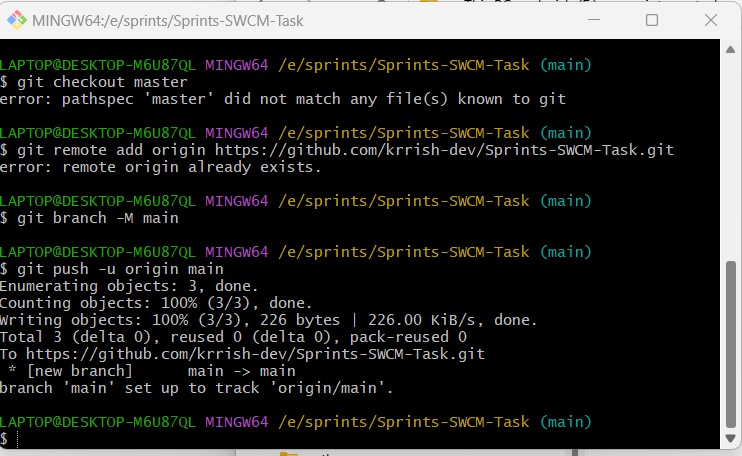 MINGW64:/e/sprints/Sprints-SWCM-Task
LAPTOP@DESKTOP-M6U87QL MINGW64 /e/sprints/Sprints-SWCM-Task (main)
$ git checkout master
error: pathspec 'master' did not match any file(s) known to git
LAPTOP@DESKTOP-M6U87QL MINGW64 /e/sprints/Sprints-SWCM-Task (main)
$ git remote add origin https://github.com/krrish-dev/Sprints-SWCM-Task.git
error: remote origin already exists.
LAPTOP@DESKTOP-M6U87QL MINGW64 /e/sprints/Sprints-SWCM-Task (main)
$ git branch -M main
LAPTOP@DESKTOP-M6U87QL MINGW64 /e/sprints/Sprints-SWCM-Task (main)
$ git push -u origin main
Enumerating objects: 3, done.
Counting objects: 100% (3/3), done.
Writing objects: 100% (3/3), 226 bytes | 226.00 KiB/s, done.
Total 3 (delta 0), reused 0 (delta 0), pack-reused 0
To https://github.com/krrish-dev/Sprints-SWCM-Task.git
 * [new branch]      main -> main
branch 'main' set up to track 'origin/main'.
LAPTOP@DESKTOP-M6U87QL MINGW64 /e/sprints/Sprints-SWCM-Task (main)
$